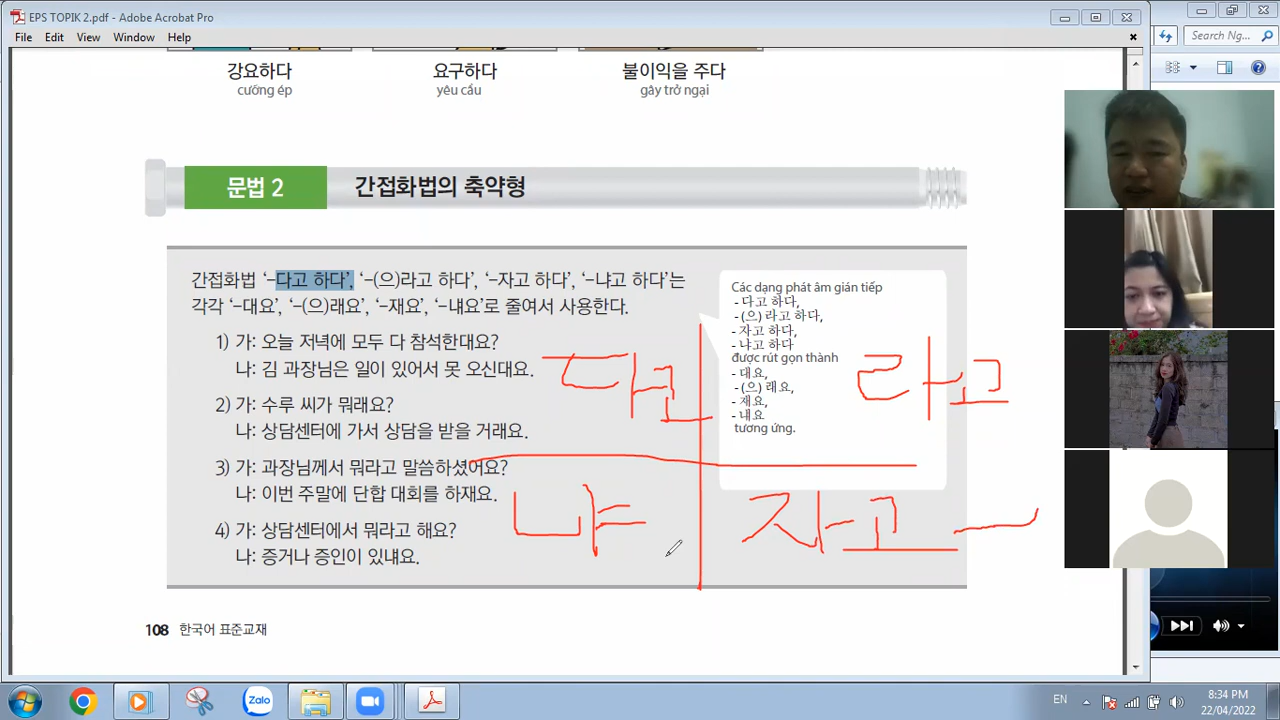 EPS TOPIK 2.pdf - Adobe Acrobat Pro
File Edit View Window Help
Search Ng...
강요하다
cưỡng ép
요구하다
yêu cầu
불이익을 주다
gây trở ngại
문법 2
간접화법의 축약형
간접화법 '–다고 하다', '–(으)라고 하다', '–자고 하다', '–냐고 하다'는
각각 '–대요', '–(으)래요', '–재요', '–냬요'로 줄여서 사용한다.
1) 가: 오늘 저녁에 모두 다 참석한대요?
나: 김 과장님은 일이 있어서 못 오신대요.
2) 가: 수루 씨가 뭐래요?
나: 상담센터에 가서 상담을 받을 거래요.
3) 가: 과장님께서 뭐라고 말씀하셨어요?
나: 이번 주말에 단합 대회를 하재요.
4) 가: 상담센터에서 뭐라고 해요?
나: 증거나 증인이 있냬요.
Các dạng phát âm gián tiếp
- 다고 하다,
- (으) 라고 하다,
- 자고 하다,
- 냐고 하다
được rút gọn thành
- 대요,
- (으) 래요,
- 재요,
- 내요
tương ứng.
다고
라고
냐
자고
108 한국어 표준교재
Zalo
EN
8:34 PM
22/04/2022